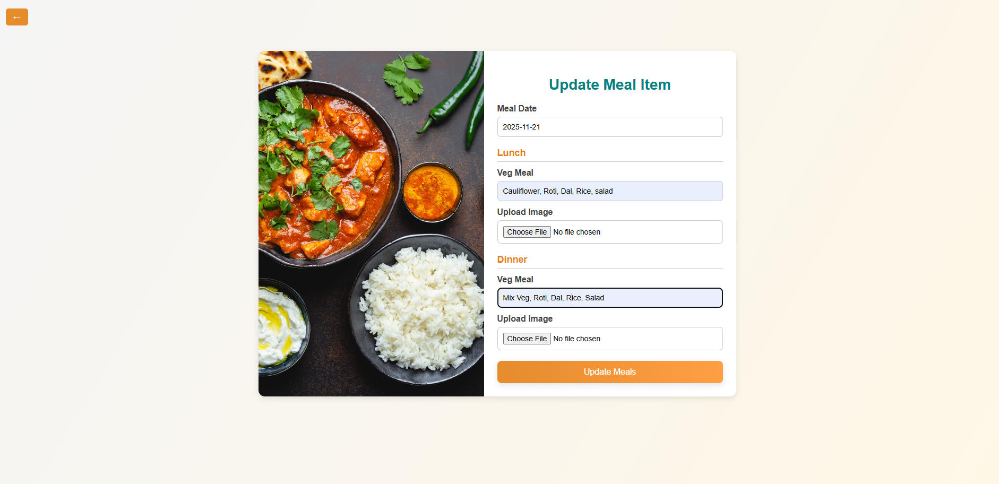 ←
Update Meal Item
Meal Date
2025-11-21
Lunch
Veg Meal
Cauliflower, Roti, Dal, Rice, salad
Upload Image
Choose File No file chosen
Dinner
Veg Meal
Mix Veg, Roti, Dal, Rice, Salad
Upload Image
Choose File No file chosen
Update Meals